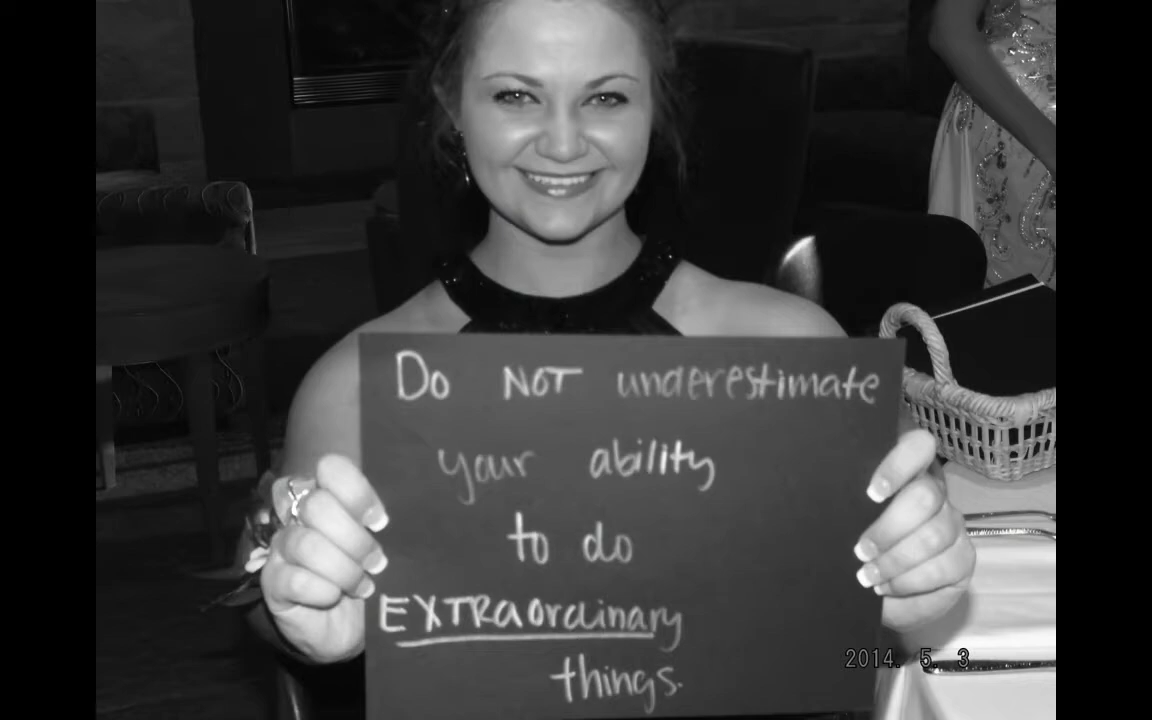 Do NOT underestimate
your ability
to do
EXTRaordinary
things.
2014. 5. 3